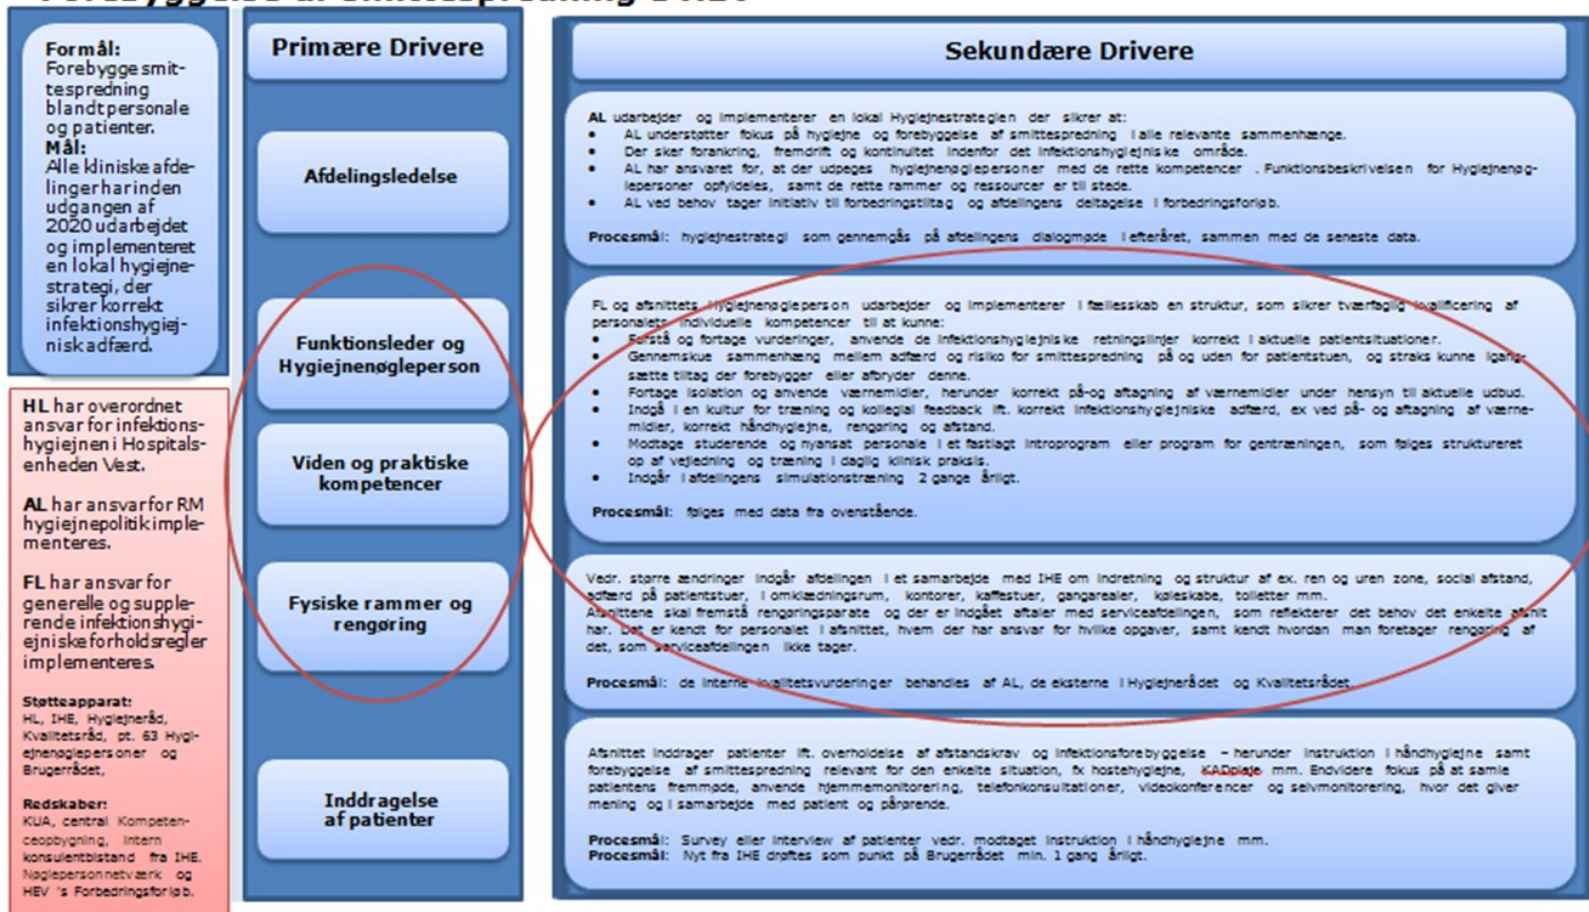 Formål:
Forebygge smit-
tespredning
blandt personale
og patienter.
Mål:
Alle kliniske afde-
linger har inden
udgangen af
2020 udarbejdet
og implementeret
en lokal hygiejne-
strategi, der
sikrer korrekt
infektionshygiej-
nisk adfærd.
HL har overordnet
ansvar for infektions-
hygiejnen i Hospitals-
enheden Vest.
AL har ansvar for RM
hygiejnepolitik imple-
menteres.
FL har ansvar for
generelle og supple-
rende infektionshygi-
ejniske forholdsregler
implementeres.
Støtteapparat:
HL, IHE, Hygiejneråd,
Kvalitetsråd, pt. 63 Hygi-
ejnenøglepersoner og
Brugerrådet,
Redskaber:
KUA, central Kompeten-
ceopbygning, intern
konsulentbistand fra IHE.
Nøglepersonnetværk og
HEV 's Forbedringsforløb.
Primære Drivere
Afdelingsledelse
Funktionsleder og
Hygiejnenøgleperson
Viden og praktiske
kompetencer
Fysiske rammer og
rengøring
Inddragelse
af patienter
Sekundære Drivere
AL udarbejder og implementerer en lokal Hygiejnestrategien der sikrer at:
• AL understøtter fokus på hygiejne og forebyggelse af smittespredning i alle relevante sammenhænge.
• Der sker forankring, fremdrift og kontinuitet indenfor det infektionshygiejniske område.
• AL har ansvaret for, at der udpeges hygiejnenøglepersoner med de rette kompetencer . Funktionsbeskrivelsen for Hygiejnenøg-
lepersoner opfyldeles, samt de rette rammer og ressourcer er til stede.
• AL ved behov tager initiativ til forbedringstiltag og afdelingens deltagelse i forbedringsforløb.
Procesmål: hygiejnestrategi som gennemgås på afdelingens dialogmøde i efteråret, sammen med de seneste data.
FL og afsnittets Hygiejnenøgleperson udarbejder og implementerer i fællesskab en struktur, som sikrer tværfaglig kvalificering af
personalets individuelle kompetencer til at kunne:
• Forstå og fortage vurderinger, anvende de infektionshygiejniske retningslinjer korrekt i aktuelle patientsituationer.
• Gennemskue sammenhæng mellem adfærd og risiko for smittespredning på og uden for patientstuen, og straks kunne igang-
sætte tiltag der forebygger eller afbryder denne.
• Fortage isolation og anvende værnemidler, herunder korrekt på-og aftagning af værnemidler under hensyn til aktuelle udbud.
• Indgå i en kultur for træning og kollegial feedback ift. korrekt infektionshygiejniske adfærd, ex ved på- og aftagning af værne-
midler, korrekt håndhygiejne, rengøring og afstand.
• Modtage studerende og nyansat personale i et fastlagt introprogram eller program for gentræningen, som følges struktureret
op af vejledning og træning i daglig klinisk praksis.
• Indgår i afdelingens simulationstræning 2 gange årligt.
Procesmål: følges med data fra ovenstående.
Vedr. større ændringer indgår afdelingen i et samarbejde med IHE om indretning og struktur af ex. ren og uren zone, social afstand,
adfærd på patientstuer, i omklædningsrum, kontorer, kaffestuer, gangarealer, køleskabe, toiletter mm.
Afsnittene skal fremstå rengøringsparate og der er indgået aftaler med serviceafdelingen, som reflekterer det behov det enkelte afsnit
har. Det er kendt for personalet i afsnittet, hvem der har ansvar for hvilke opgaver, samt kendt hvordan man foretager rengøring af
det, som serviceafdelingen ikke tager.
Procesmål: de interne kvalitetsvurderinger behandles af AL, de eksterne i Hygiejnerådet og Kvalitetsrådet.
Afsnittet inddrager patienter ift. overholdelse af afstandskrav og infektionsforebyggelse – herunder instruktion i håndhygiejne samt
forebyggelse af smittespredning relevant for den enkelte situation, fx hostehygiejne, KADpleje mm. Endvidere fokus på at samle
patientens fremmøde, anvende hjemmemonitorering, telefonkonsultationer, videokonferencer og selvmonitorering, hvor det giver
mening og i samarbejde med patient og pårørende.
Procesmål: Survey eller interview af patienter vedr. modtaget instruktion i håndhygiejne mm.
Procesmål: Nyt fra IHE drøftes som punkt på Brugerrådet min. 1 gang årligt.